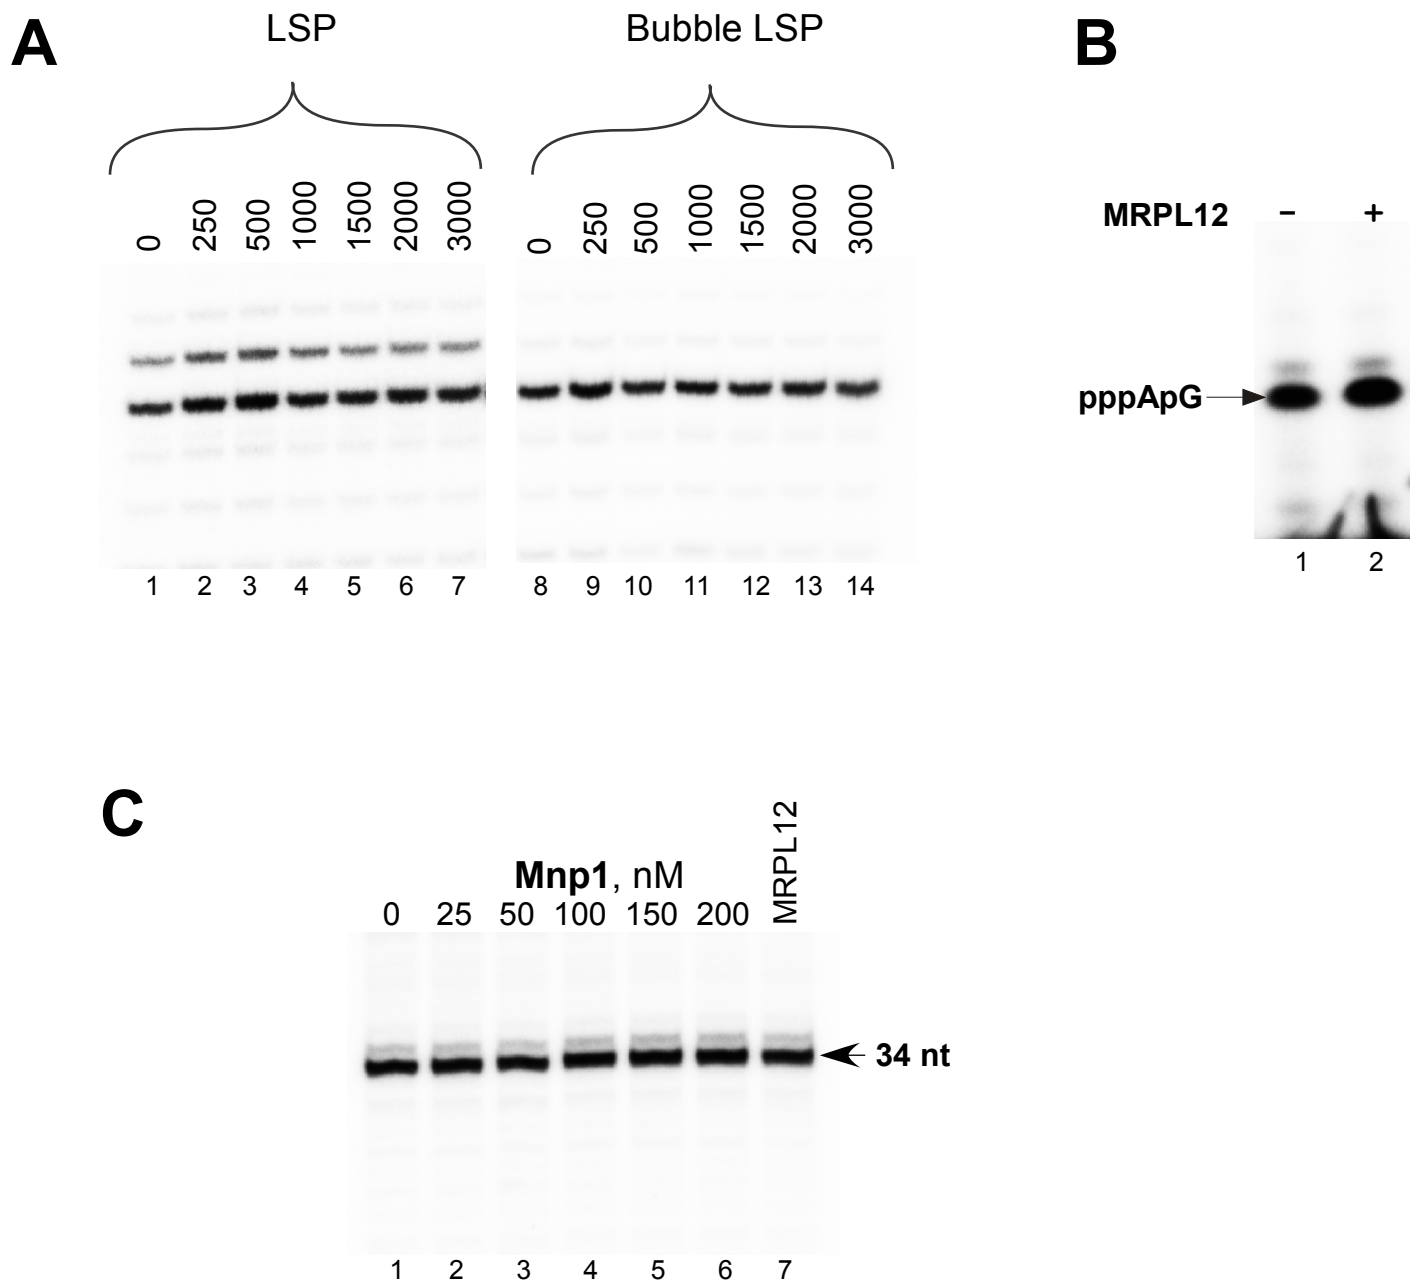 A
LSP
Bubble LSP
0 250 500 1000 1500 2000 3000
0 250 500 1000 1500 2000 3000
1 2 3 4 5 6 7
8 9 10 11 12 13 14
B
MRPL12 − +
pppApG
1 2
C
Mnp1, nM
0 25 50 100 150 200 MRPL12
34 nt
1 2 3 4 5 6 7